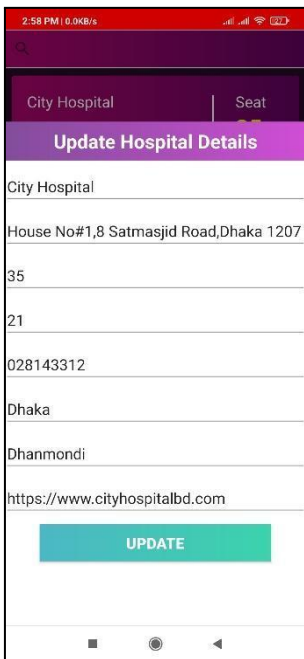 2:58 PM | 0.0KB/s
City Hospital
Seat
Update Hospital Details
City Hospital
House No#1,8 Satmasjid Road,Dhaka 1207
35
21
028143312
Dhaka
Dhanmondi
https://www.cityhospitalbd.com
UPDATE